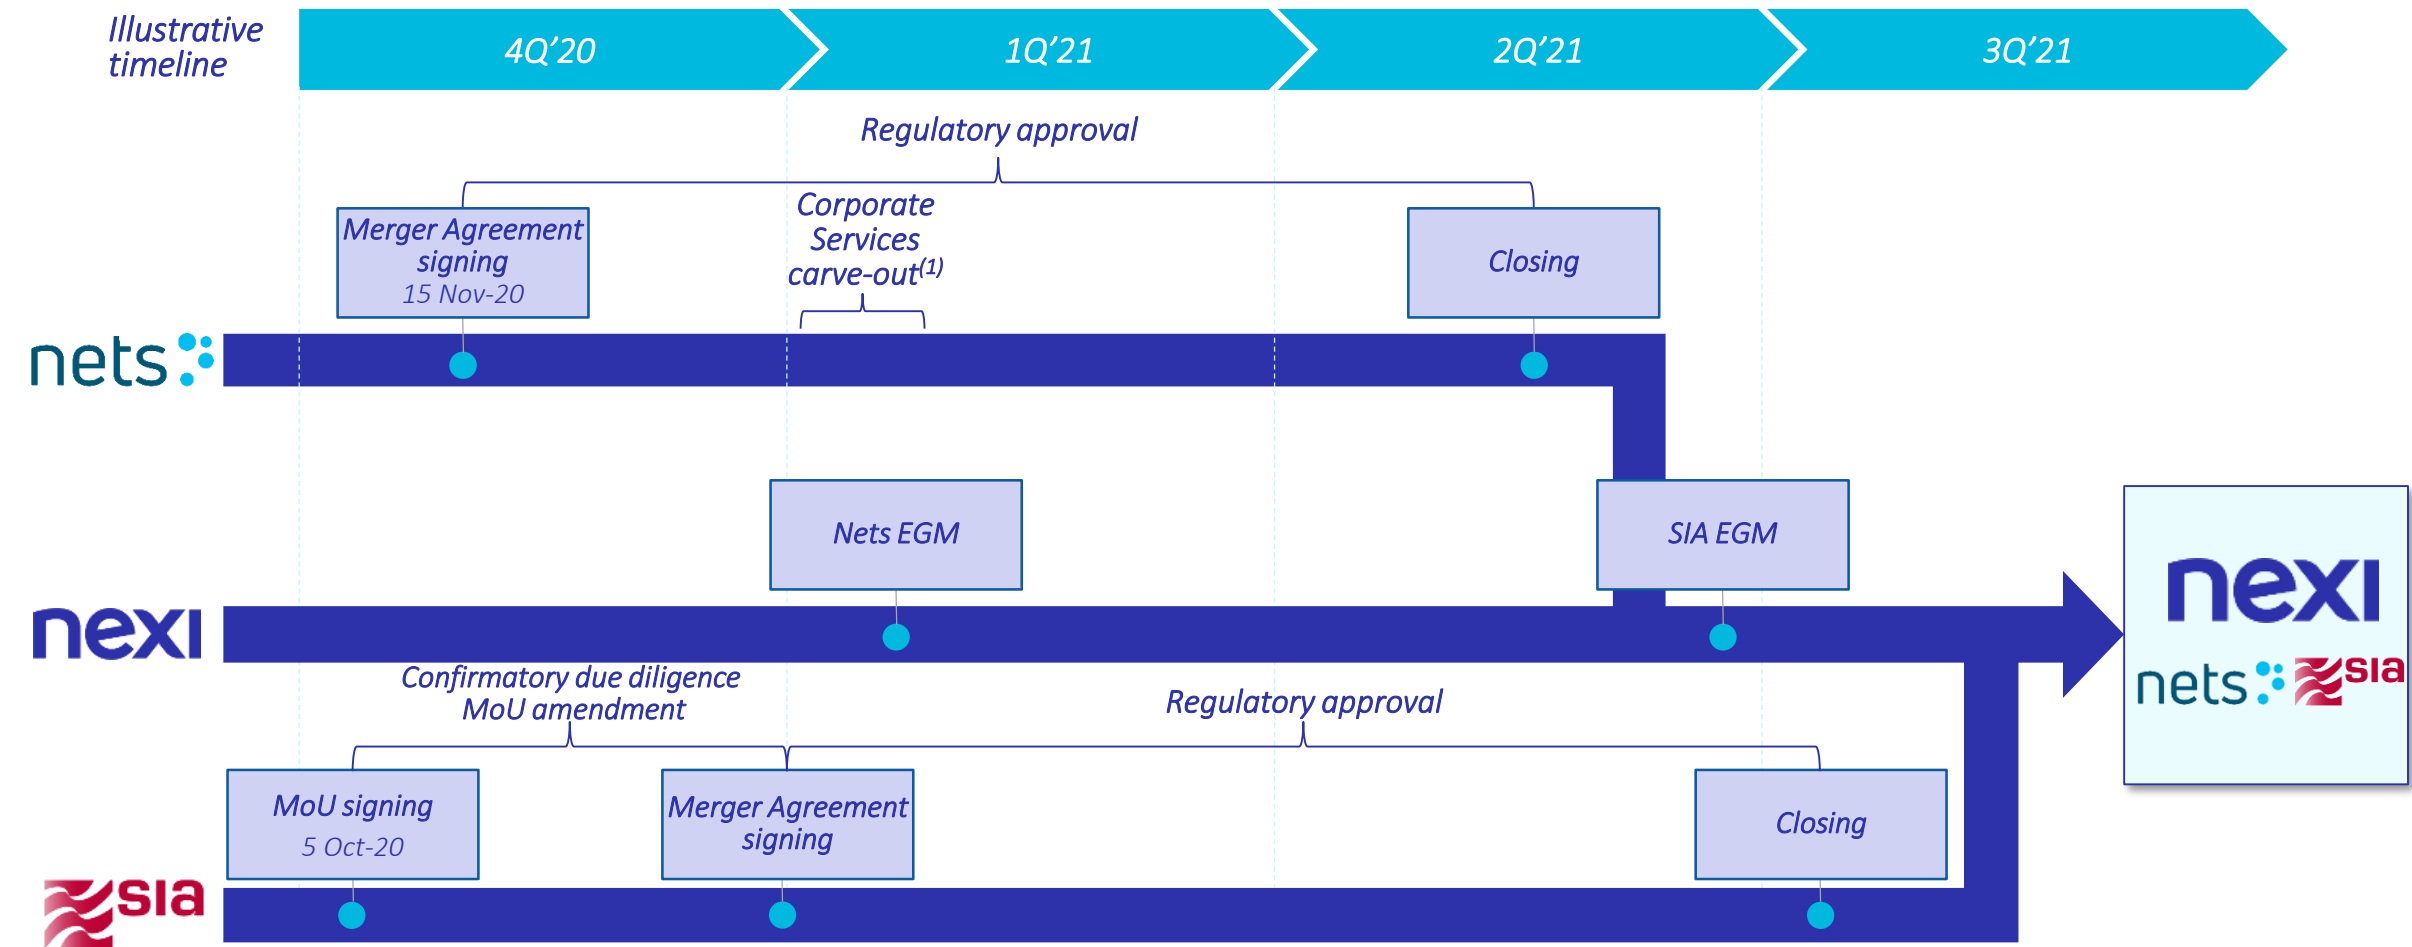 Illustrative
timeline
4Q’20
1Q’21
2Q’21
3Q’21
Regulatory approval
Corporate
Services
carve-out(1)
Merger Agreement
signing
15 Nov-20
Closing
nets
Nets EGM
SIA EGM
nexi
nexi
nets
SIA
Confirmatory due diligence
MoU amendment
Regulatory approval
MoU signing
5 Oct-20
Merger Agreement
signing
Closing
SIA